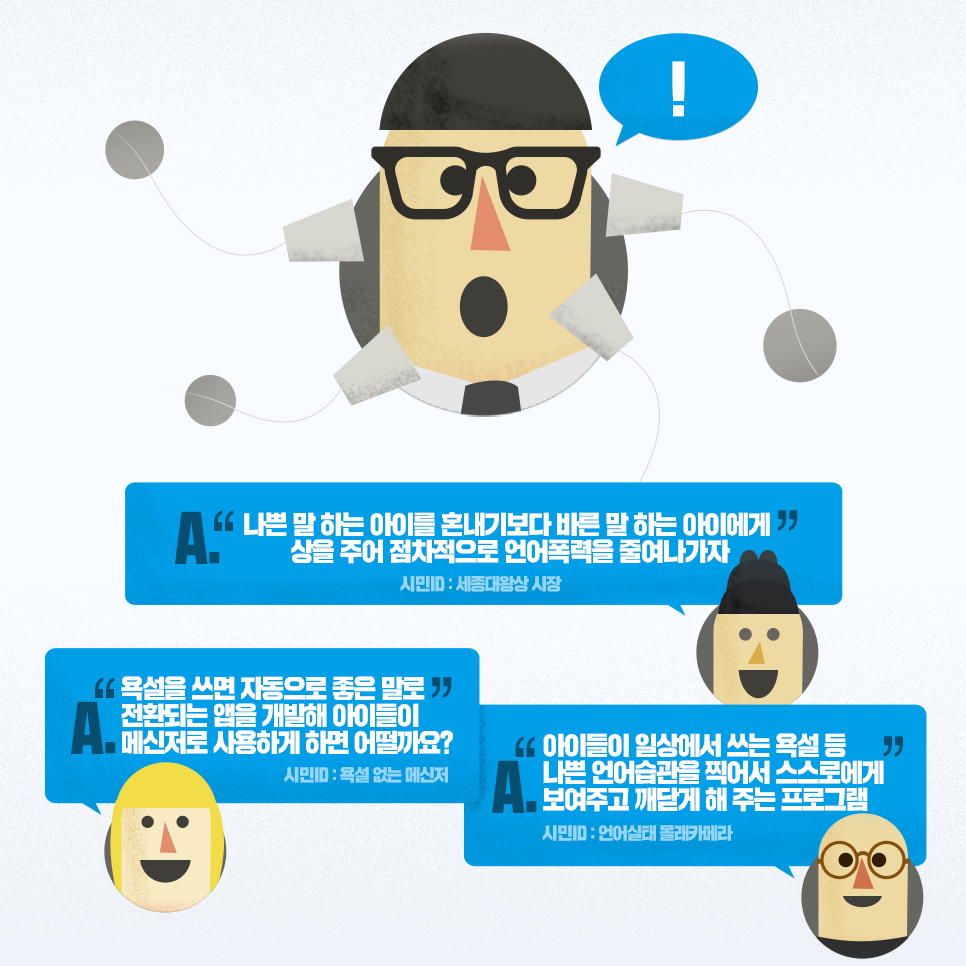 !
A.
“ 나쁜 말 하는 아이를 혼내기보다 바른 말 하는 아이에게 ”
상을 주어 점차적으로 언어폭력을 줄여나가자
시민ID : 세종대왕상 시장
A.
“ 욕설을 쓰면 자동으로 좋은 말로 ”
전환되는 앱을 개발해 아이들이
메신저로 사용하게 하면 어떨까요?
시민ID : 욕설 없는 메신저
A.
“ 아이들이 일상에서 쓰는 욕설 등 ”
나쁜 언어습관을 찍어서 스스로에게
보여주고 깨닫게 해 주는 프로그램
시민ID : 언어실태 몰래카메라